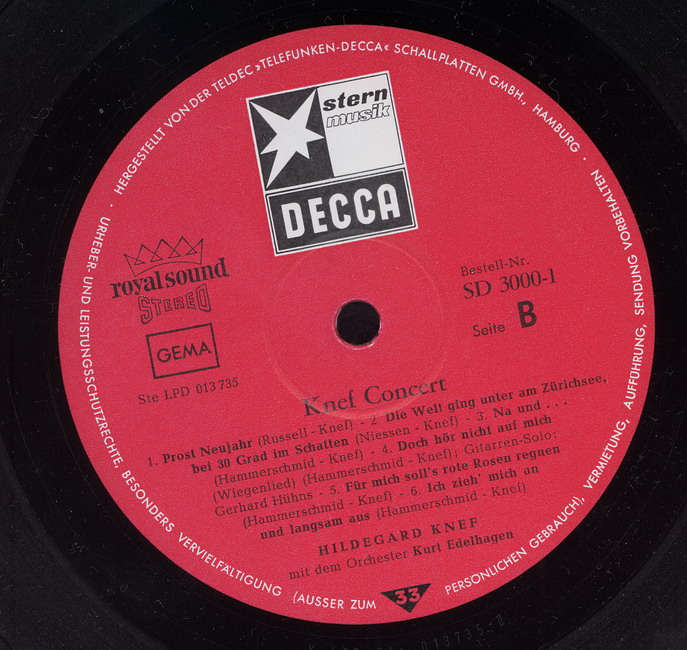 HERGESTELLT VON DER TELDEC »TELEFUNKEN-DECCA« SCHALLPLATTEN GMBH., HAMBURG · URHEBER- UND LEISTUNGSSCHUTZRECHTE, BESONDERS VERVIELFÄLTIGUNG (AUSSER ZUM PERSÖNLICHEN GEBRAUCH), VERMIETUNG, AUFFÜHRUNG, SENDUNG VORBEHALTEN ·
stern
musik
DECCA
royal sound
STEREO
GEMA
Ste LPD 013 735
Bestell-Nr.
SD 3000-1
Seite B
Knef Concert
1. Prost Neujahr (Russell - Knef) - 2 Die Welt ging unter am Zürichsee,
bei 30 Grad im Schatten (Niessen - Knef) - 3. Na und . . .
(Hammerschmid - Knef) - 4. Doch hör nicht auf mich
(Wiegenlied) (Hammerschmid - Knef); Gitarren-Solo:
Gerhard Hühns - 5. Für mich soll's rote Rosen regnen
(Hammerschmid - Knef) - 6. Ich zieh' mich an
und langsam aus (Hammerschmid - Knef)
HILDEGARD KNEF
mit dem Orchester Kurt Edelhagen
33